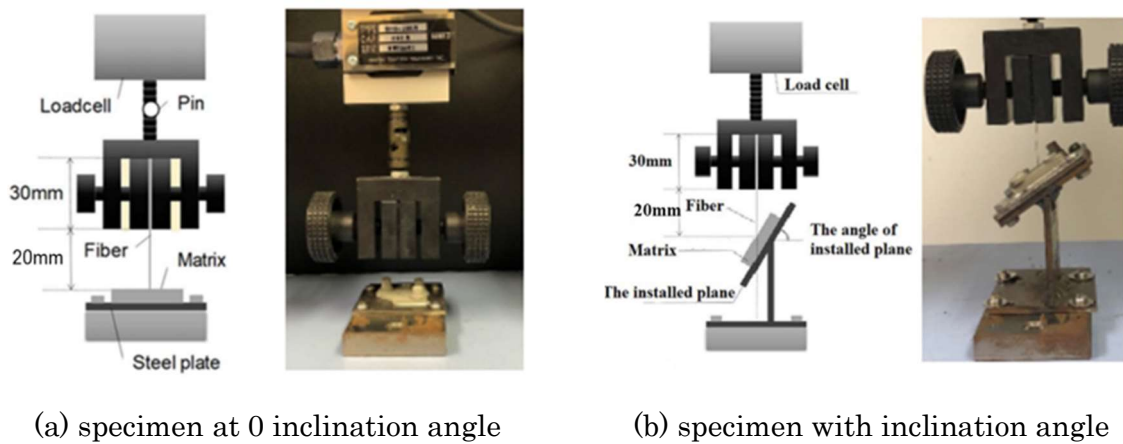 Loadcell
Pin
30mm
20mm
Fiber
Matrix
Steel plate
Load cell
30mm
20mm
Fiber
The angle of
installed plane
Matrix
The installed plane
(a) specimen at 0 inclination angle
(b) specimen with inclination angle